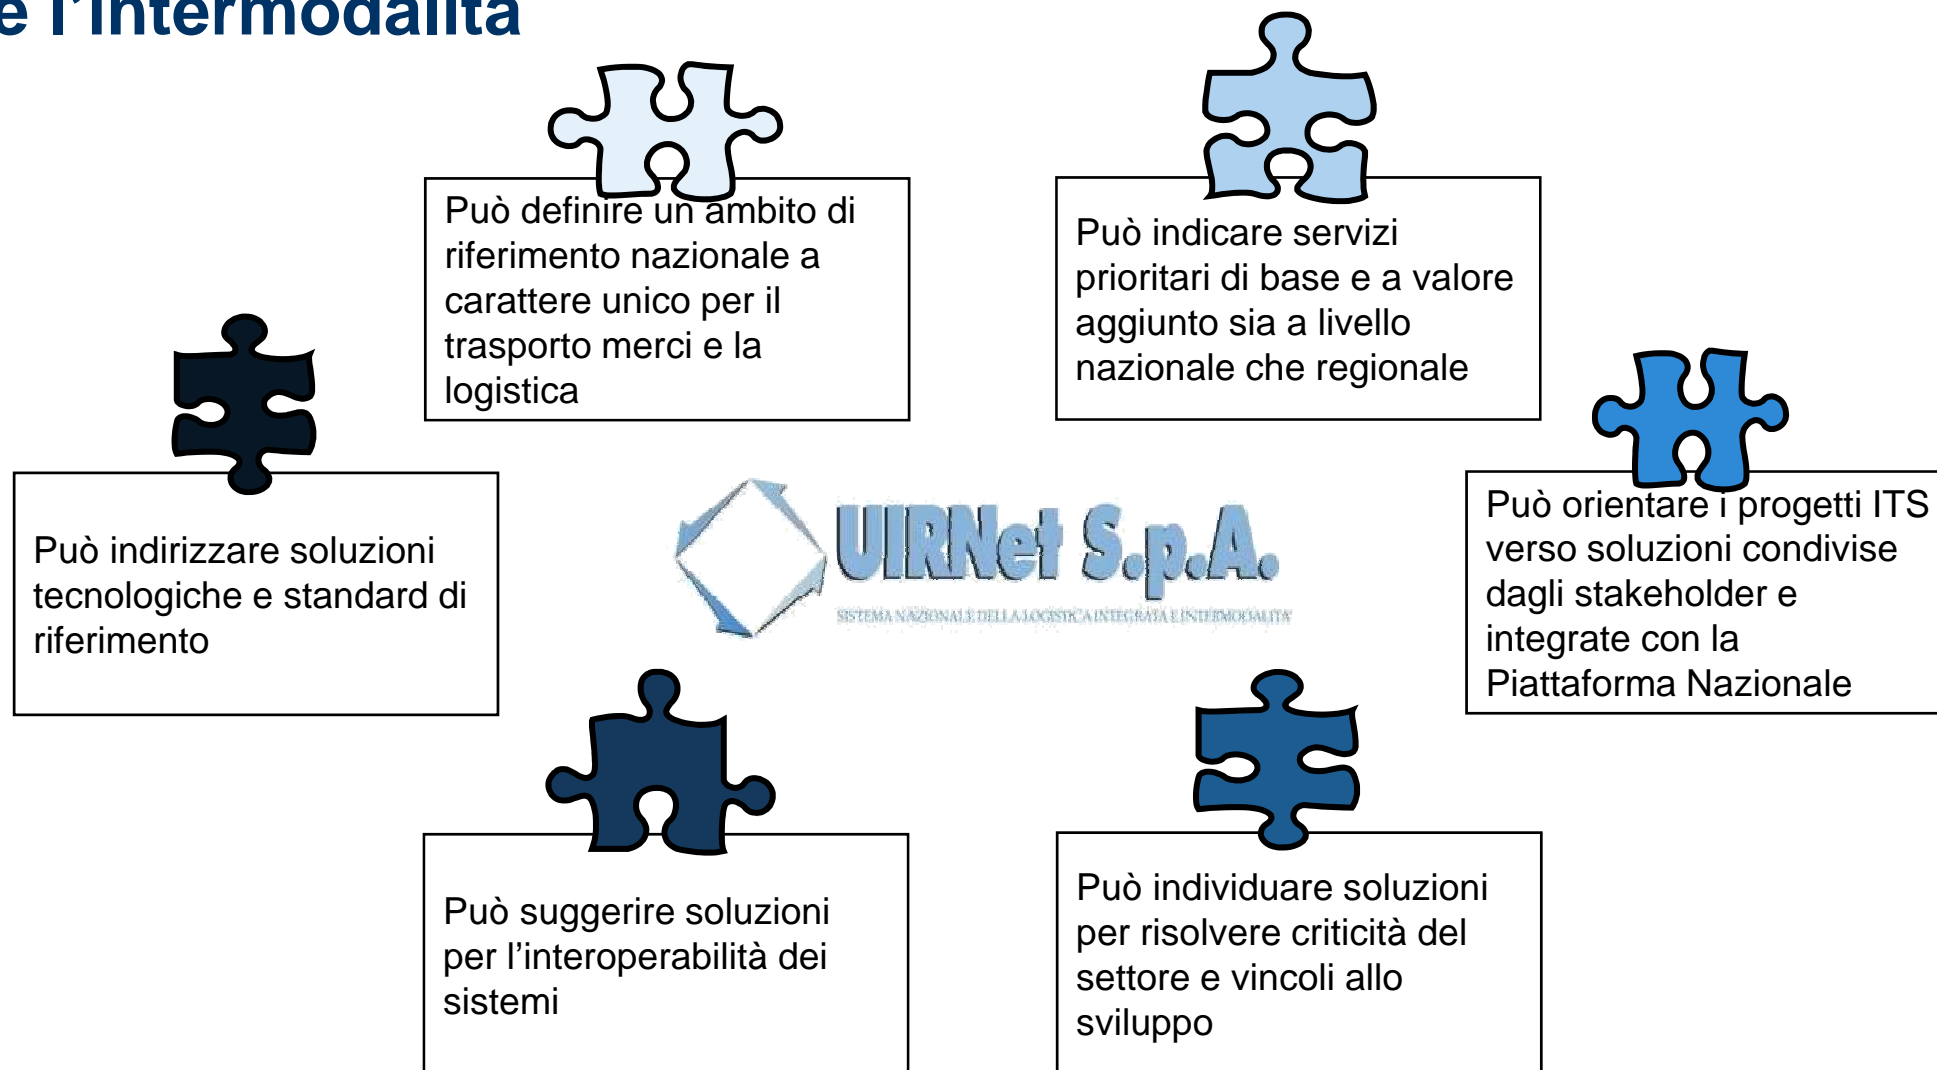 e l’intermodalità
Può definire un ambito di
riferimento nazionale a
carattere unico per il
trasporto merci e la
logistica
Può indicare servizi
prioritari di base e a valore
aggiunto sia a livello
nazionale che regionale
Può indirizzare soluzioni
tecnologiche e standard di
riferimento
UIRNet S.p.A.
SISTEMA NAZIONALE DELLA LOGISTICA INTEGRATA E INTERMODALITA'
Può orientare i progetti ITS
verso soluzioni condivise
dagli stakeholder e
integrate con la
Piattaforma Nazionale
Può suggerire soluzioni
per l’interoperabilità dei
sistemi
Può individuare soluzioni
per risolvere criticità del
settore e vincoli allo
sviluppo